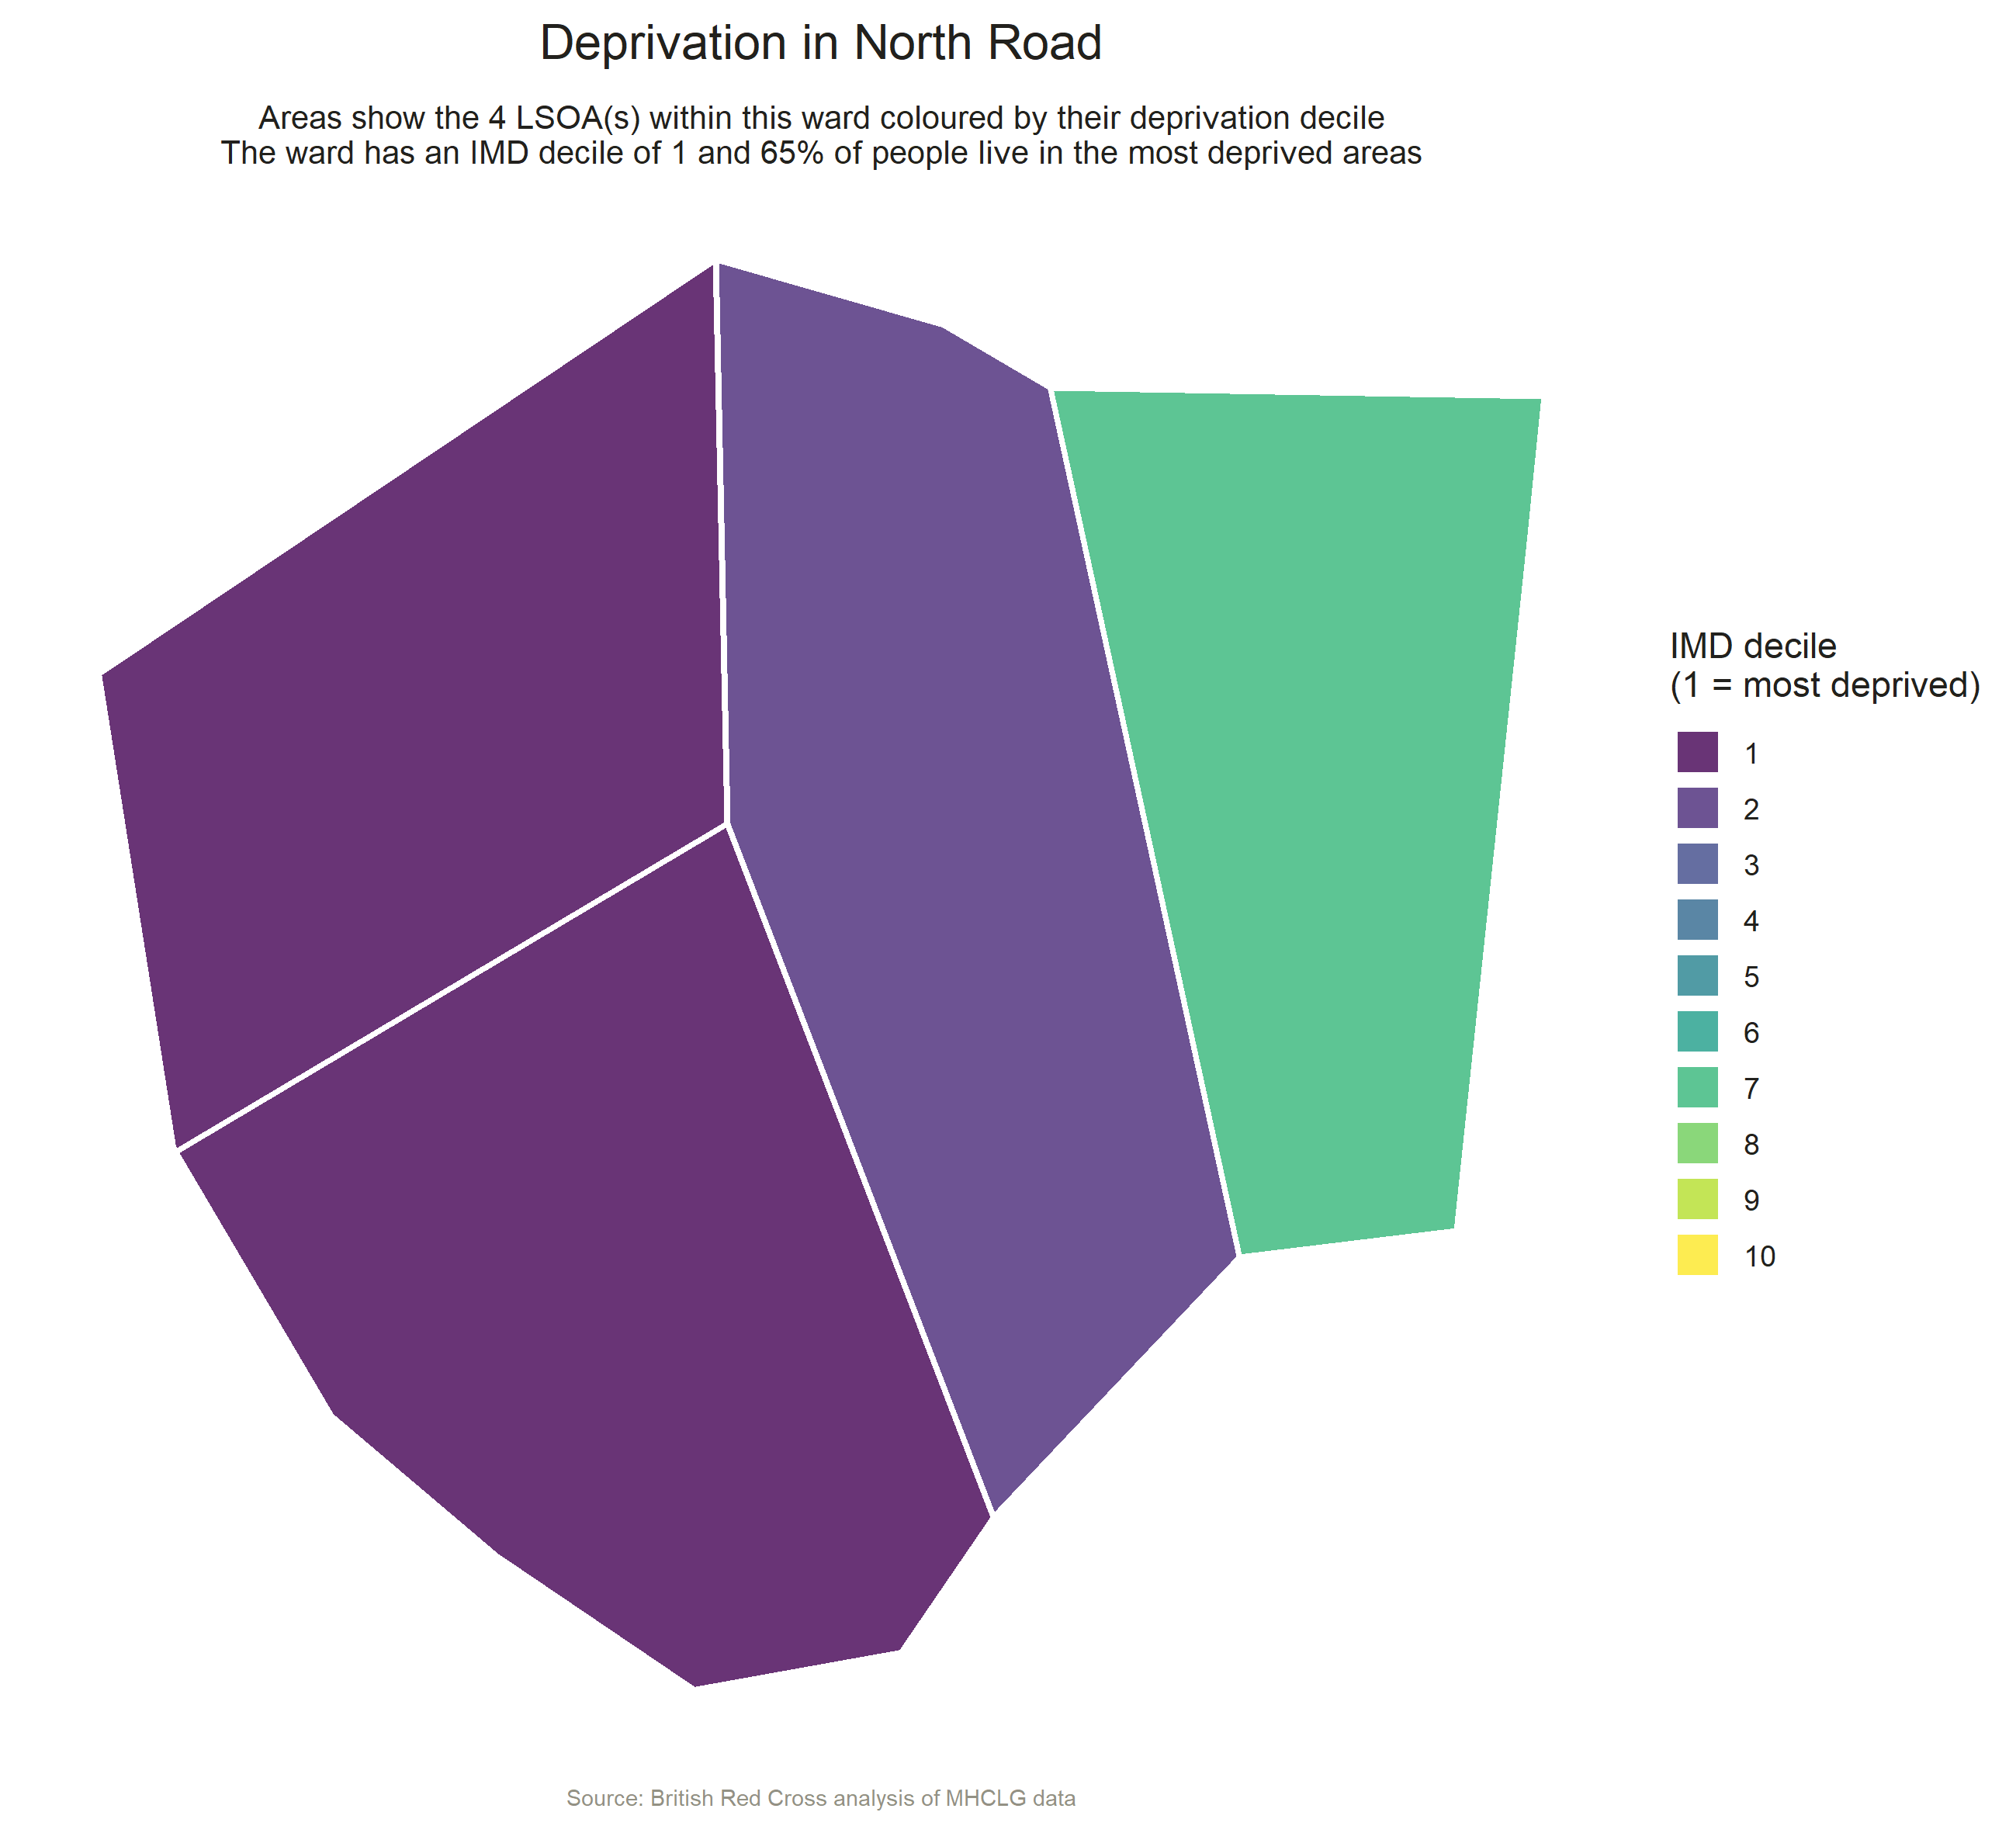 Deprivation in North Road
Areas show the 4 LSOA(s) within this ward coloured by their deprivation decile
The ward has an IMD decile of 1 and 65% of people live in the most deprived areas
IMD decile
(1 = most deprived)
1
2
3
4
5
6
7
8
9
10
Source: British Red Cross analysis of MHCLG data